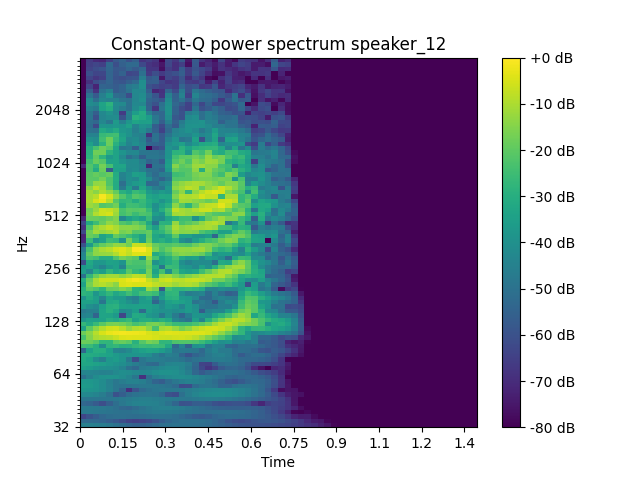 Constant-Q power spectrum speaker_12
Hz
2048
1024
512
256
128
64
32
0 0.15 0.3 0.45 0.6 0.75 0.9 1.1 1.2 1.4
Time
+0 dB
-10 dB
-20 dB
-30 dB
-40 dB
-50 dB
-60 dB
-70 dB
-80 dB